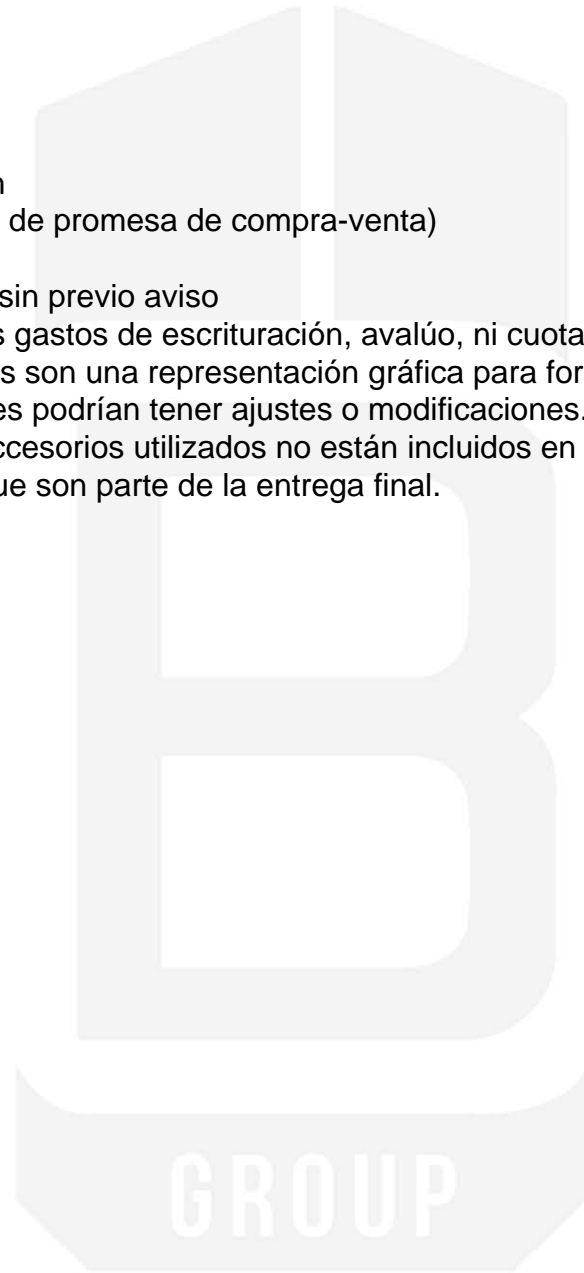 n
de promesa de compra-venta)
sin previo aviso
s gastos de escrituración, avalúo, ni cuota
s son una representación gráfica para for
es podrían tener ajustes o modificaciones.
ccesorios utilizados no están incluidos en
ue son parte de la entrega final.
B
GROUP